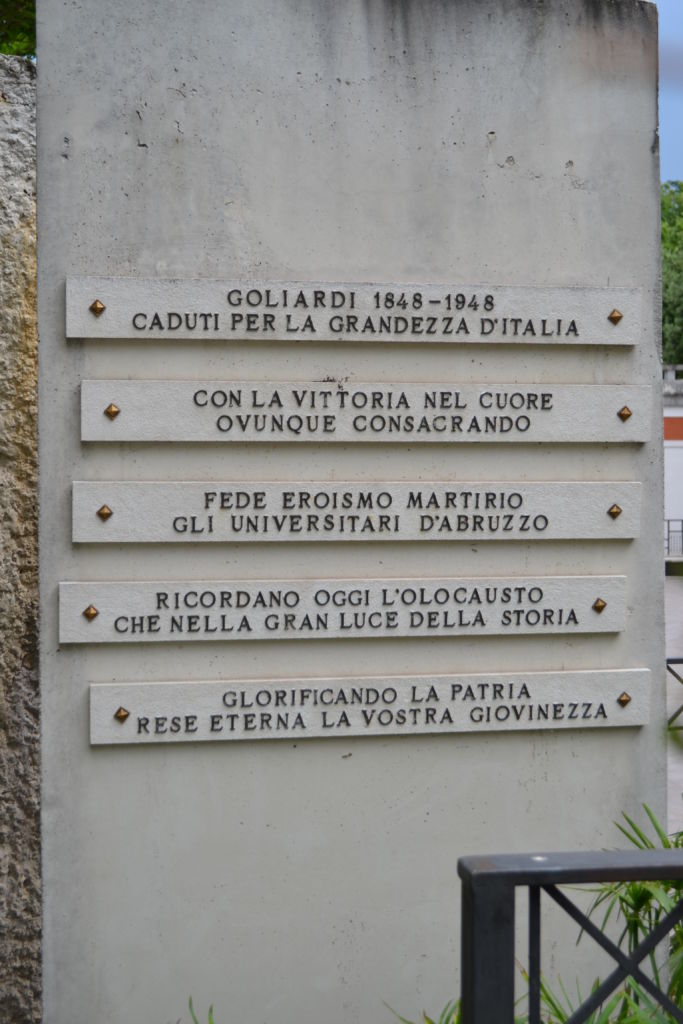 GOLIARDI 1848-1948
CADUTI PER LA GRANDEZZA D'ITALIA
CON LA VITTORIA NEL CUORE
OVUNQUE CONSACRANDO
FEDE EROISMO MARTIRIO
GLI UNIVERSITARI D'ABRUZZO
RICORDANO OGGI L'OLOCAUSTO
CHE NELLA GRAN LUCE DELLA STORIA
GLORIFICANDO LA PATRIA
RESE ETERNA LA VOSTRA GIOVINEZZA